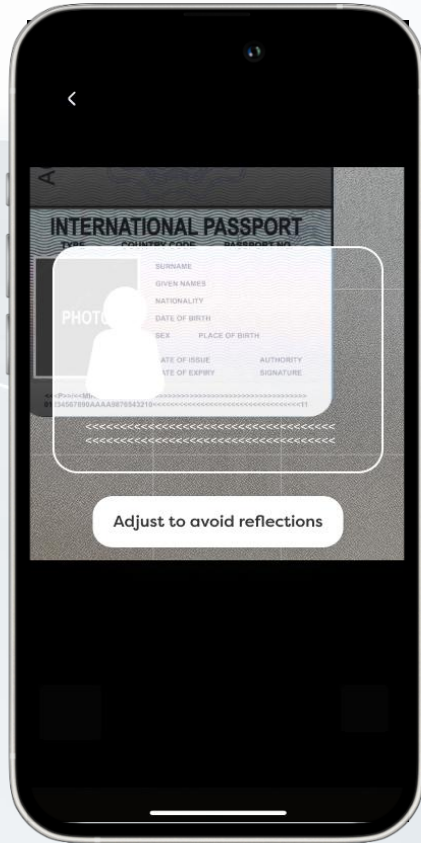 INTERNATIONAL PASSPORT
TYPE COUNTRY CODE PASSPORT NO
SURNAME
GIVEN NAMES
NATIONALITY
PHOTO
DATE OF BIRTH
SEX PLACE OF BIRTH
DATE OF ISSUE AUTHORITY
DATE OF EXPIRY SIGNATURE
Adjust to avoid reflections